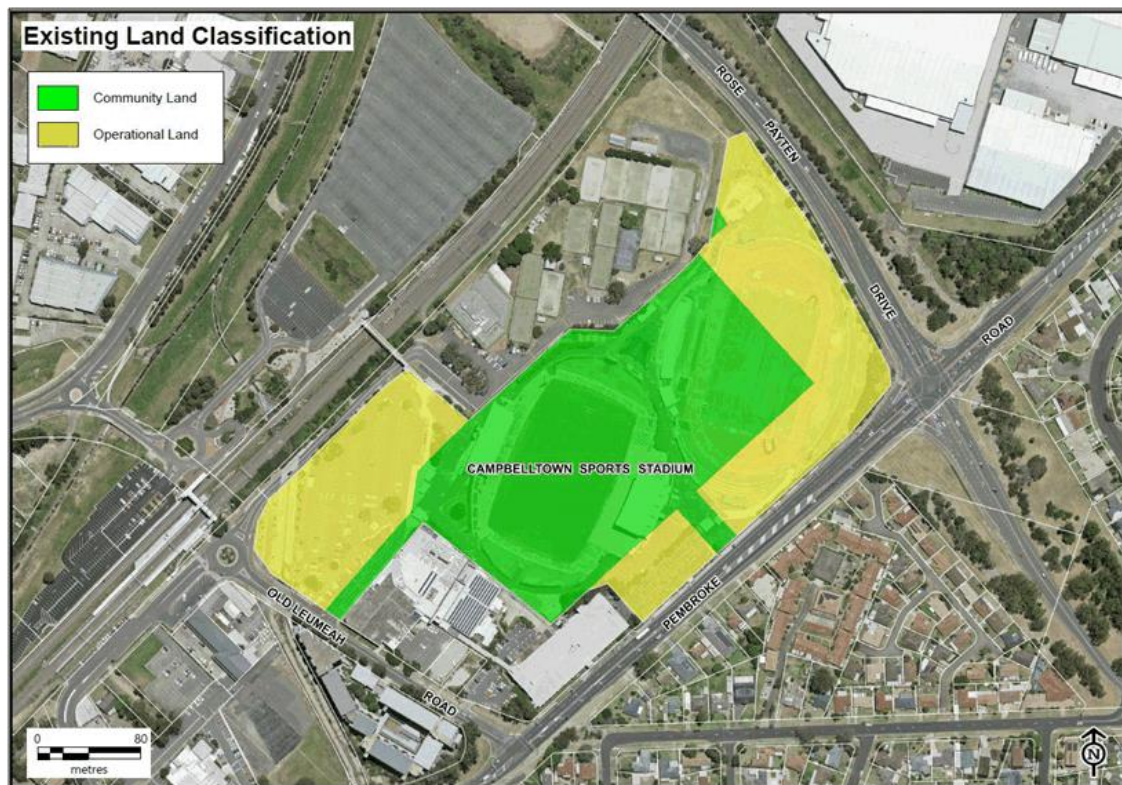 Existing Land Classification
Community Land
Operational Land
ROSE
PAYTEN
DRIVE
ROAD
CAMPBELLTOWN SPORTS STADIUM
PEMBROKE
OLD LEUMEAH
ROAD
0 80
metres
N